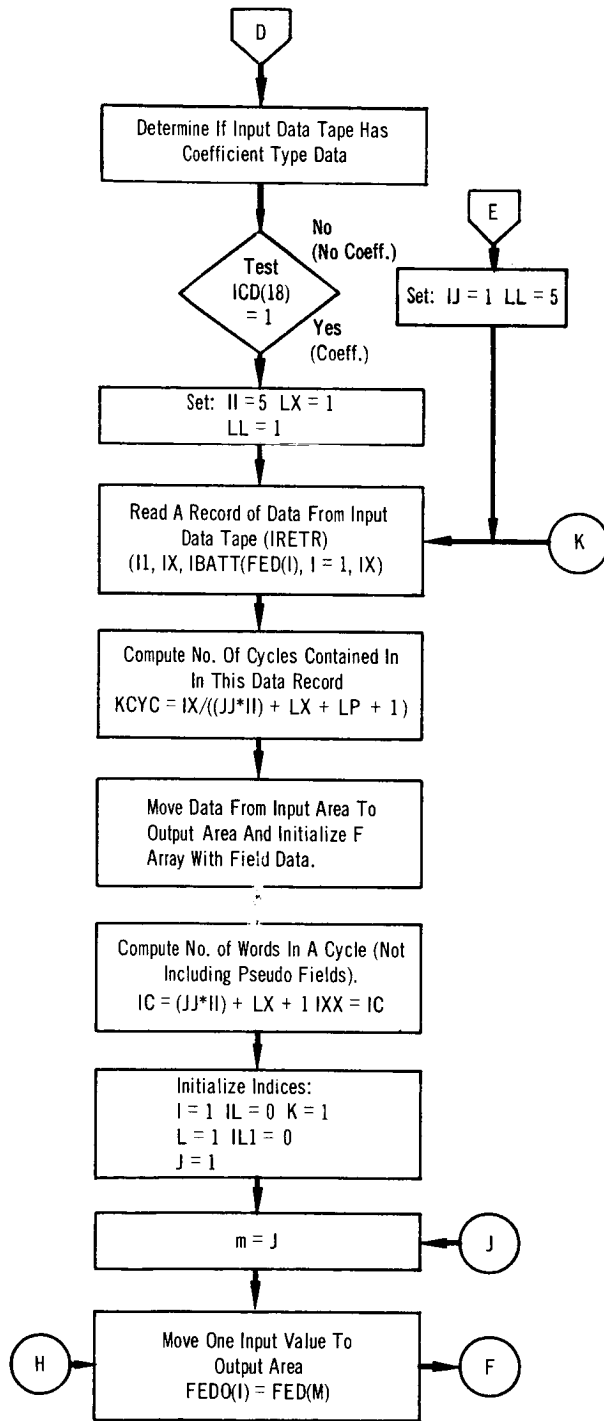 D
Determine If Input Data Tape Has
Coefficient Type Data
No
(No Coeff.)
Test
ICD(18)
= 1
Yes
(Coeff.)
E
Set: IJ = 1 LL = 5
Set: II = 5 LX = 1
LL = 1
Read A Record of Data From Input
Data Tape (IRETR)
(I1, IX, IBATT(FED(I), I = 1, IX)
K
Compute No. Of Cycles Contained In
In This Data Record
KCYC = IX/((JJ*II) + LX + LP + 1)
Move Data From Input Area To
Output Area And Initialize F
Array With Field Data.
Compute No. of Words In A Cycle (Not
Including Pseudo Fields).
IC = (JJ*II) + LX + 1 IXX = IC
Initialize Indices:
I = 1 IL = 0 K = 1
L = 1 IL1 = 0
J = 1
m = J
J
H
Move One Input Value To
Output Area
FEDO(I) = FED(M)
F